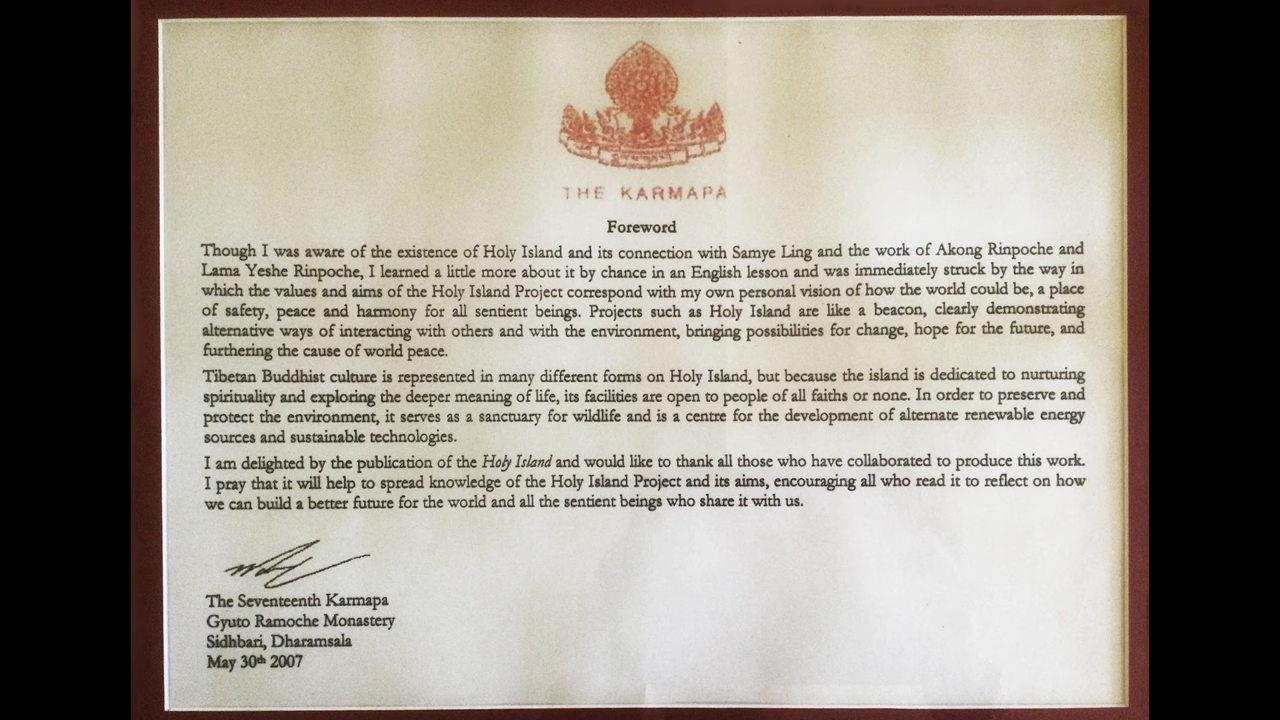 THE KARMAPA
Foreword
Though I was aware of the existence of Holy Island and its connection with Samye Ling and the work of Akong Rinpoche and
Lama Yeshe Rinpoche, I learned a little more about it by chance in an English lesson and was immediately struck by the way in
which the values and aims of the Holy Island Project correspond with my own personal vision of how the world could be, a place
of safety, peace and harmony for all sentient beings. Projects such as Holy Island are like a beacon, clearly demonstrating
alternative ways of interacting with others and with the environment, bringing possibilities for change, hope for the future, and
furthering the cause of world peace.
Tibetan Buddhist culture is represented in many different forms on Holy Island, but because the island is dedicated to nurturing
spirituality and exploring the deeper meaning of life, its facilities are open to people of all faiths or none. In order to preserve and
protect the environment, it serves as a sanctuary for wildlife and is a centre for the development of alternate renewable energy
sources and sustainable technologies.
I am delighted by the publication of the Holy Island and would like to thank all those who have collaborated to produce this work.
I pray that it will help to spread knowledge of the Holy Island Project and its aims, encouraging all who read it to reflect on how
we can build a better future for the world and all the sentient beings who share it with us.
The Seventeenth Karmapa
Gyuto Ramoche Monastery
Sidhbari, Dharamsala
May 30th 2007